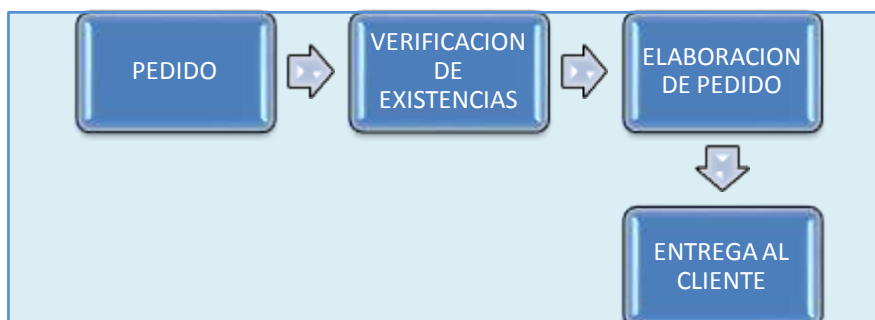 PEDIDO
VERIFICACION
DE
EXISTENCIAS
ELABORACION
DE PEDIDO
ENTREGA AL
CLIENTE